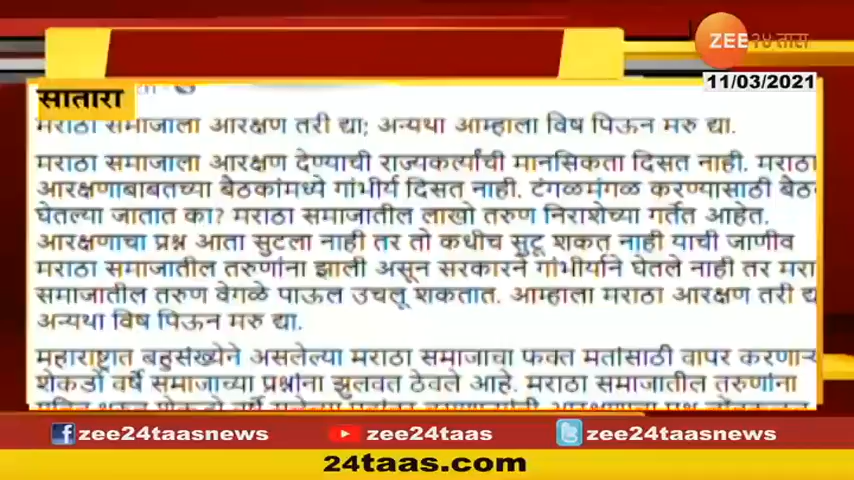 ZEE २४ तास
11/03/2021
सातारा
मराठा समाजाला आरक्षण तरी द्या; अन्यथा आम्हाला विष पिऊन मरु द्या.
मराठा समाजाला आरक्षण देण्याची राज्यकर्त्यांची मानसिकता दिसत नाही. मराठा
आरक्षणाबाबतच्या बैठकांमध्ये गांभीर्य दिसत नाही. टंगळमंगळ करण्यासाठी
घेतल्या जातात का? मराठा समाजातील लाखो तरुण निराशेच्या गर्तेत आहेत.
आरक्षणाचा प्रश्न आता सुटला नाही तर तो कधीच सुटू शकत नाही याची जाणीव
मराठा समाजातील तरुणांना झाली असून सरकारने गांभीर्याने घेतले नाही तर
समाजातील तरुण वेगळे पाऊल उचलू शकतात. आम्हाला मराठा आरक्षण तरी
अन्यथा विष पिऊन मरु द्या.
महाराष्ट्रात बहुसंख्येने असलेल्या मराठा समाजाचा फक्त मतांसाठी वापर
शेकडो वर्षे समाजाच्या प्रश्नांना झुलवत ठेवले आहे. मराठा समाजातील तरुणांना
zee24taasnews zee24taas zee24taasnews
24taas.com